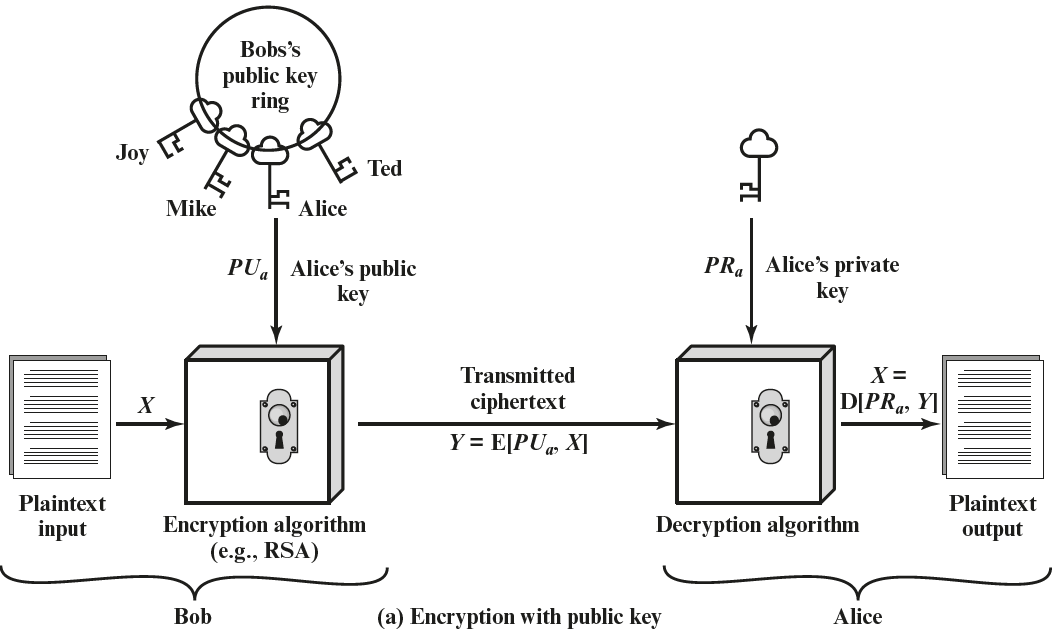 Bobs's
public key
ring
Joy
Mike
Alice
Ted
PUₐ
Alice's public
key
PRₐ
Alice's private
key
X
Transmitted
ciphertext
Y = E[PUₐ, X]
X =
D[PRₐ, Y]
Plaintext
input
Encryption algorithm
(e.g., RSA)
Decryption algorithm
Plaintext
output
Bob
(a) Encryption with public key
Alice